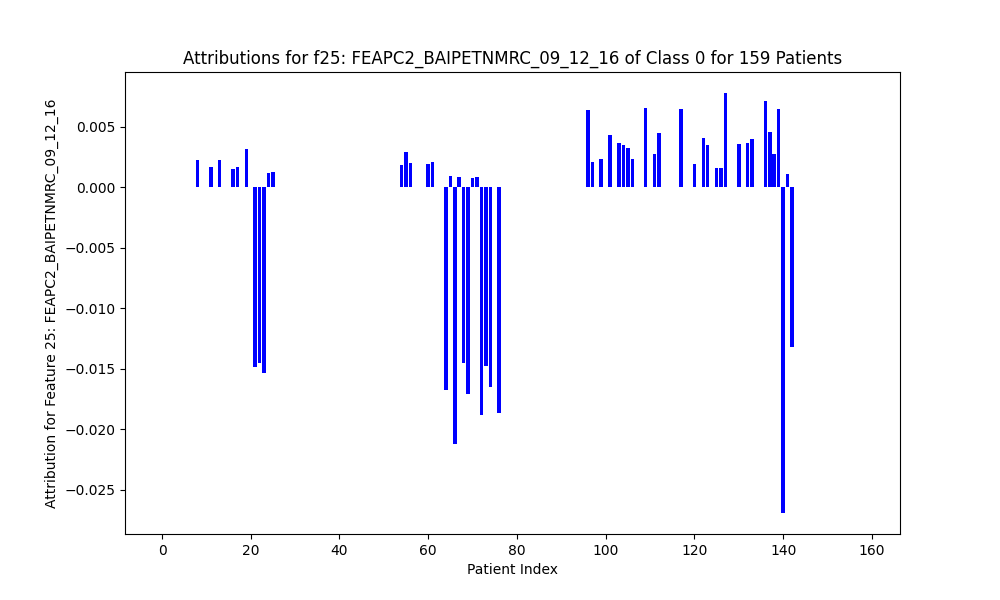 Attributions for f25: FEAPC2_BAIPETNMRC_09_12_16 of Class 0 for 159 Patients
Attribution for Feature 25: FEAPC2_BAIPETNMRC_09_12_16
0.005
0.000
−0.005
−0.010
−0.015
−0.020
−0.025
0 20 40 60 80 100 120 140 160
Patient Index